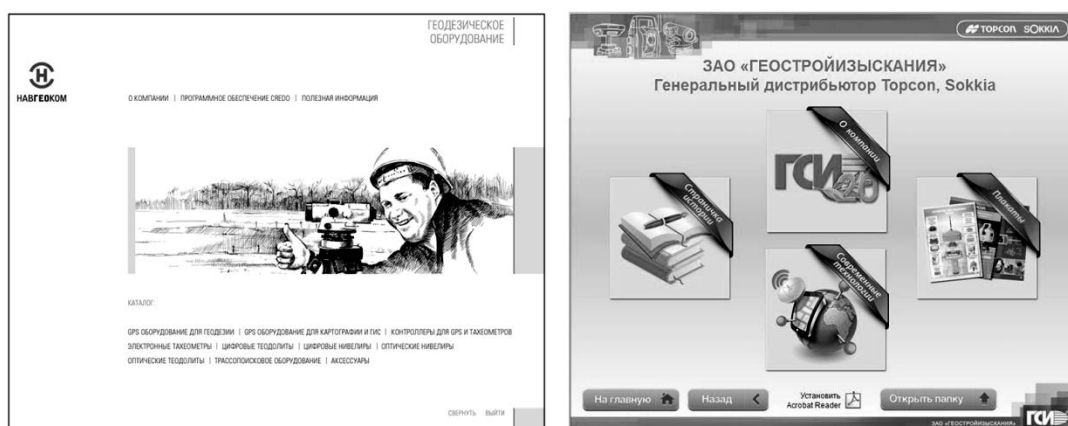 ГЕОДЕЗИЧЕСКОЕ
ОБОРУДОВАНИЕ
НАВГЕОКОМ
О КОМПАНИИ | ПРОГРАММНОЕ ОБЕСПЕЧЕНИЕ CREDO | ПОЛЕЗНАЯ ИНФОРМАЦИЯ
КАТАЛОГ:
GPS ОБОРУДОВАНИЕ ДЛЯ ГЕОДЕЗИИ | GPS ОБОРУДОВАНИЕ ДЛЯ КАРТОГРАФИИ И ГИС | КОНТРОЛЛЕРЫ ДЛЯ GPS И ТАХЕОМЕТРОВ
ЭЛЕКТРОННЫЕ ТАХЕОМЕТРЫ | ЦИФРОВЫЕ ТЕОДОЛИТЫ | ЦИФРОВЫЕ НИВЕЛИРЫ | ОПТИЧЕСКИЕ НИВЕЛИРЫ
ОПТИЧЕСКИЕ ТЕОДОЛИТЫ | ТРАССОПОИСКОВОЕ ОБОРУДОВАНИЕ | АКСЕССУАРЫ
СВЕРНУТЬ ВЫЙТИ
TOPCON SOKKIA
ЗАО «ГЕОСТРОЙИЗЫСКАНИЯ»
Генеральный дистрибьютор Topcon, Sokkia
О компании
ГСИ
20
Страничка
истории
Плакаты
Современные
технологии
На главную
Назад
Установить
Acrobat Reader
Открыть папку
ЗАО «ГЕОСТРОЙИЗЫСКАНИЯ»
ГСИ